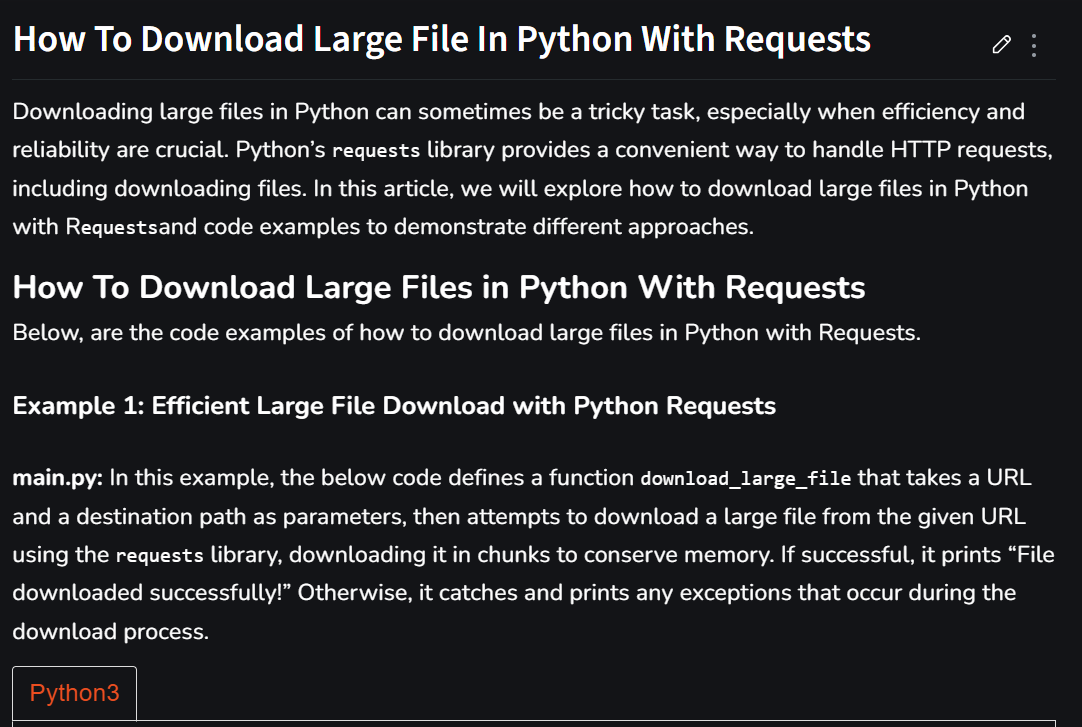 How To Download Large File In Python With Requests
Downloading large files in Python can sometimes be a tricky task, especially when efficiency and
reliability are crucial. Python’s requests library provides a convenient way to handle HTTP requests,
including downloading files. In this article, we will explore how to download large files in Python
with Requestsand code examples to demonstrate different approaches.
How To Download Large Files in Python With Requests
Below, are the code examples of how to download large files in Python with Requests.
Example 1: Efficient Large File Download with Python Requests
main.py: In this example, the below code defines a function download_large_file that takes a URL
and a destination path as parameters, then attempts to download a large file from the given URL
using the requests library, downloading it in chunks to conserve memory. If successful, it prints “File
downloaded successfully!” Otherwise, it catches and prints any exceptions that occur during the
download process.
Python3